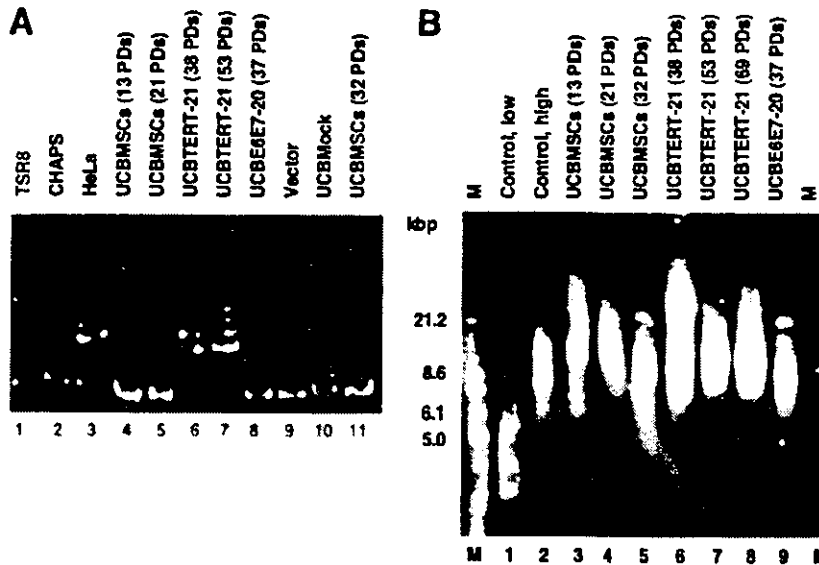 A
TSR8
CHAPS
HeLa
UCBMSCs (13 PDs)
UCBMSCs (21 PDs)
UCBTERT-21 (38 PDs)
UCBTERT-21 (53 PDs)
UCBE6E7-20 (37 PDs)
Vector
UCBMock
UCBMSCs (32 PDs)
1 2 3 4 5 6 7 8 9 10 11
B
M
Control, low
Control, high
UCBMSCs (13 PDs)
UCBMSCs (21 PDs)
UCBMSCs (32 PDs)
UCBTERT-21 (38 PDs)
UCBTERT-21 (53 PDs)
UCBTERT-21 (69 PDs)
UCBE6E7-20 (37 PDs)
M
kbp
21.2
8.6
6.1
5.0
M 1 2 3 4 5 6 7 8 9